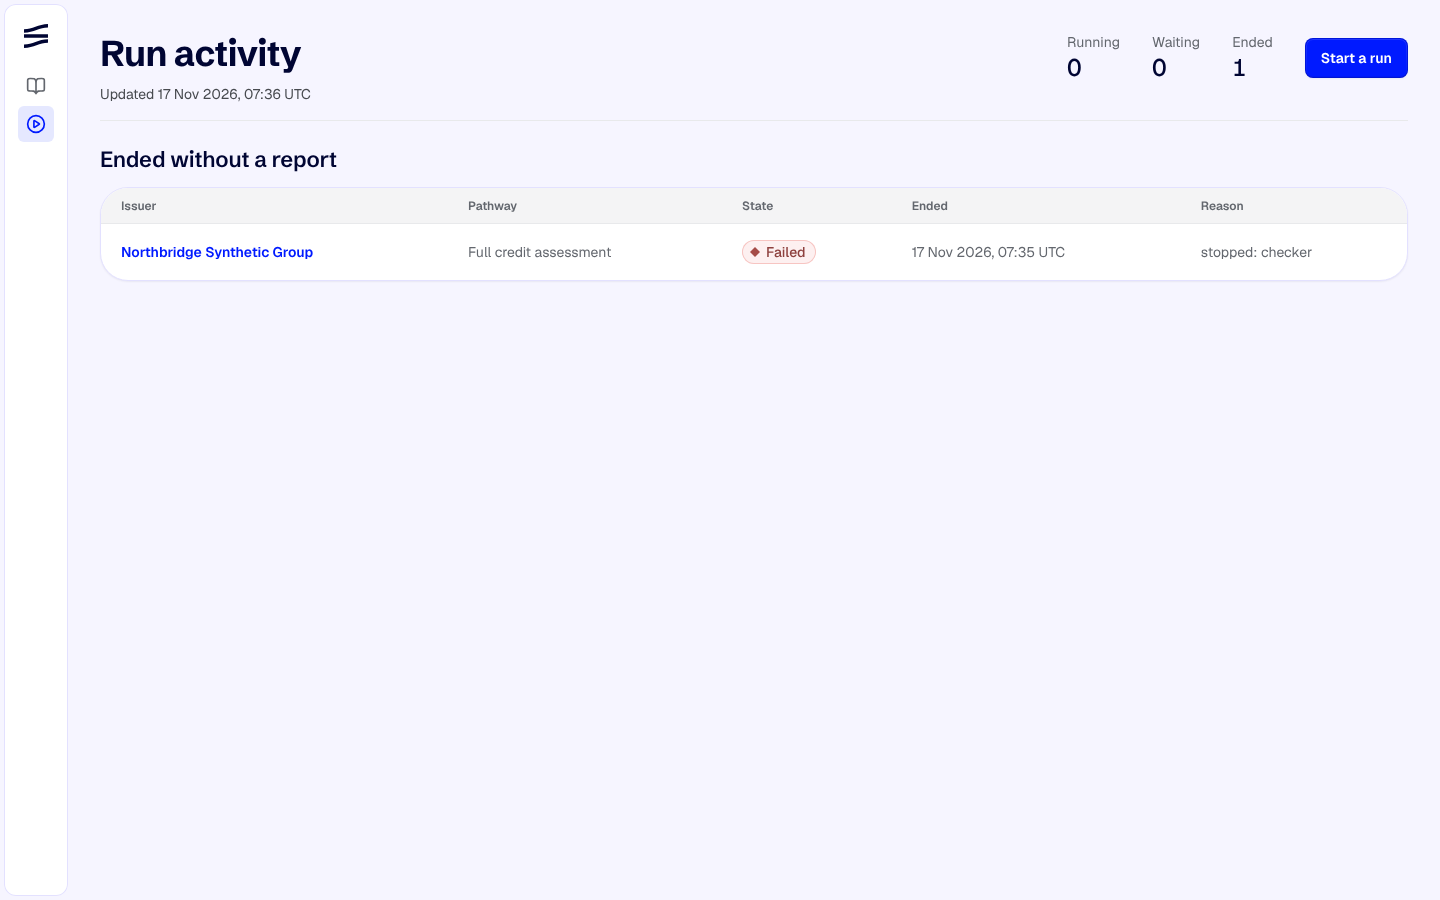 Run activity
Updated 17 Nov 2026, 07:36 UTC
Running
0
Waiting
0
Ended
1
Start a run
Ended without a report
Issuer Pathway State Ended Reason
Northbridge Synthetic Group Full credit assessment Failed 17 Nov 2026, 07:35 UTC stopped: checker